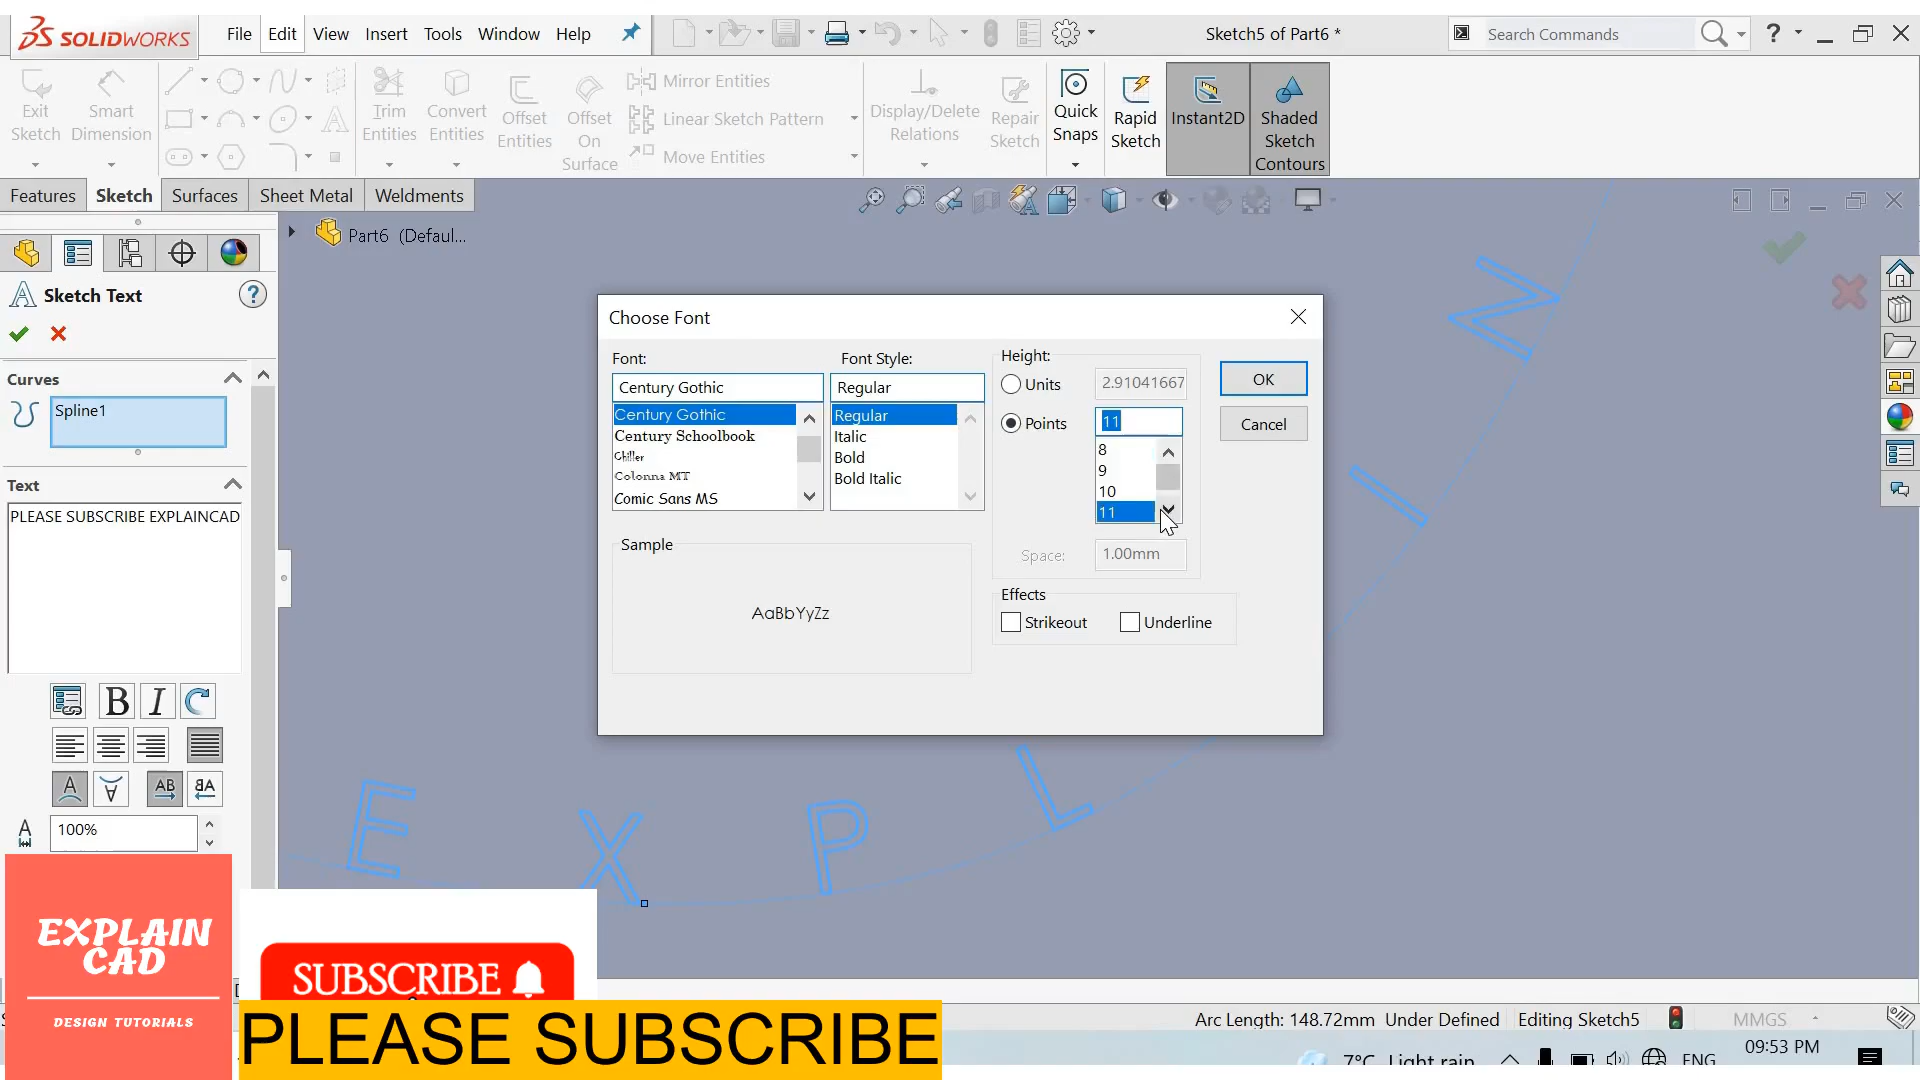 SOLIDWORKS
File Edit View Insert Tools Window Help
Sketch5 of Part6 *
Search Commands
?
Exit Sketch
Smart Dimension
Trim Entities
Convert Entities
Offset Entities
Offset On Surface
Mirror Entities
Linear Sketch Pattern
Move Entities
Display/Delete Relations
Repair Sketch
Quick Snaps
Rapid Sketch
Instant2D
Shaded Sketch Contours
Features Sketch Surfaces Sheet Metal Weldments
Part6 (Defaul...
Sketch Text
?
Curves
Spline1
Text
PLEASE SUBSCRIBE EXPLAINCAD
B I
AB
100%
Choose Font
Font:
Century Gothic
Century Gothic
Century Schoolbook
Chiller
Colonna MT
Comic Sans MS
Font Style:
Regular
Regular
Italic
Bold
Bold Italic
Height:
Units 2.91041667
Points 11
8
9
10
11
Space: 1.00mm
OK
Cancel
Sample
AaBbYyZz
Effects
Strikeout Underline
E X P L I N
EXPLAIN
CAD
DESIGN TUTORIALS
SUBSCRIBE
PLEASE SUBSCRIBE
Arc Length: 148.72mm Under Defined Editing Sketch5 MMGS
7°C Light rain ENG 09:53 PM